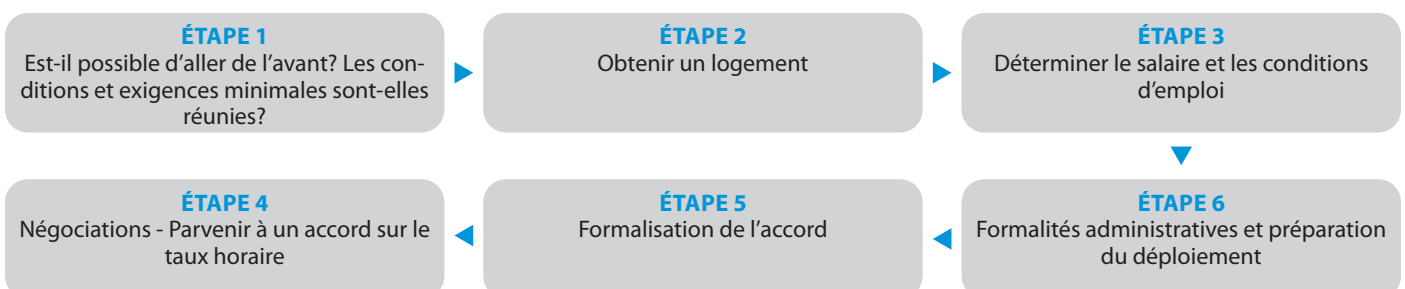 ÉTAPE 1
Est-il possible d'aller de l'avant? Les con-
ditions et exigences minimales sont-elles
réunies?
ÉTAPE 2
Obtenir un logement
ÉTAPE 3
Déterminer le salaire et les conditions
d'emploi
ÉTAPE 4
Négociations - Parvenir à un accord sur le
taux horaire
ÉTAPE 5
Formalisation de l'accord
ÉTAPE 6
Formalités administratives et préparation
du déploiement